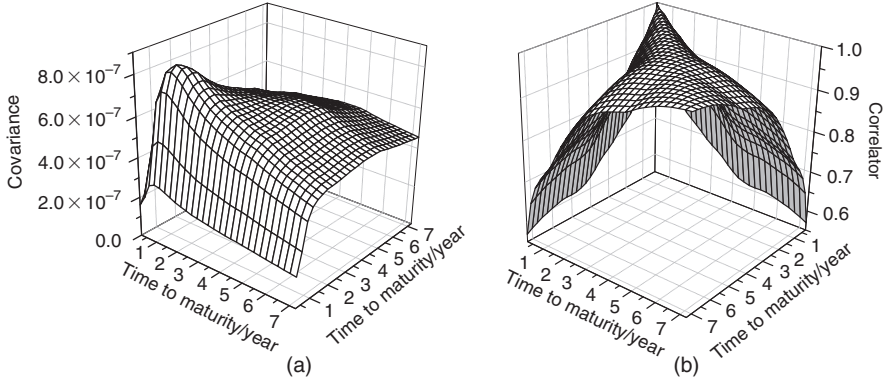 8.0 × 10⁻⁷
6.0 × 10⁻⁷
4.0 × 10⁻⁷
2.0 × 10⁻⁷
0.0
Covariance
1 2 3 4 5 6 7
Time to maturity/year
1 2 3 4 5 6 7
Time to maturity/year
(a)
1.0
0.9
0.8
0.7
0.6
Correlator
1 2 3 4 5 6 7
Time to maturity/year
7 6 5 4 3 2 1
Time to maturity/year
(b)